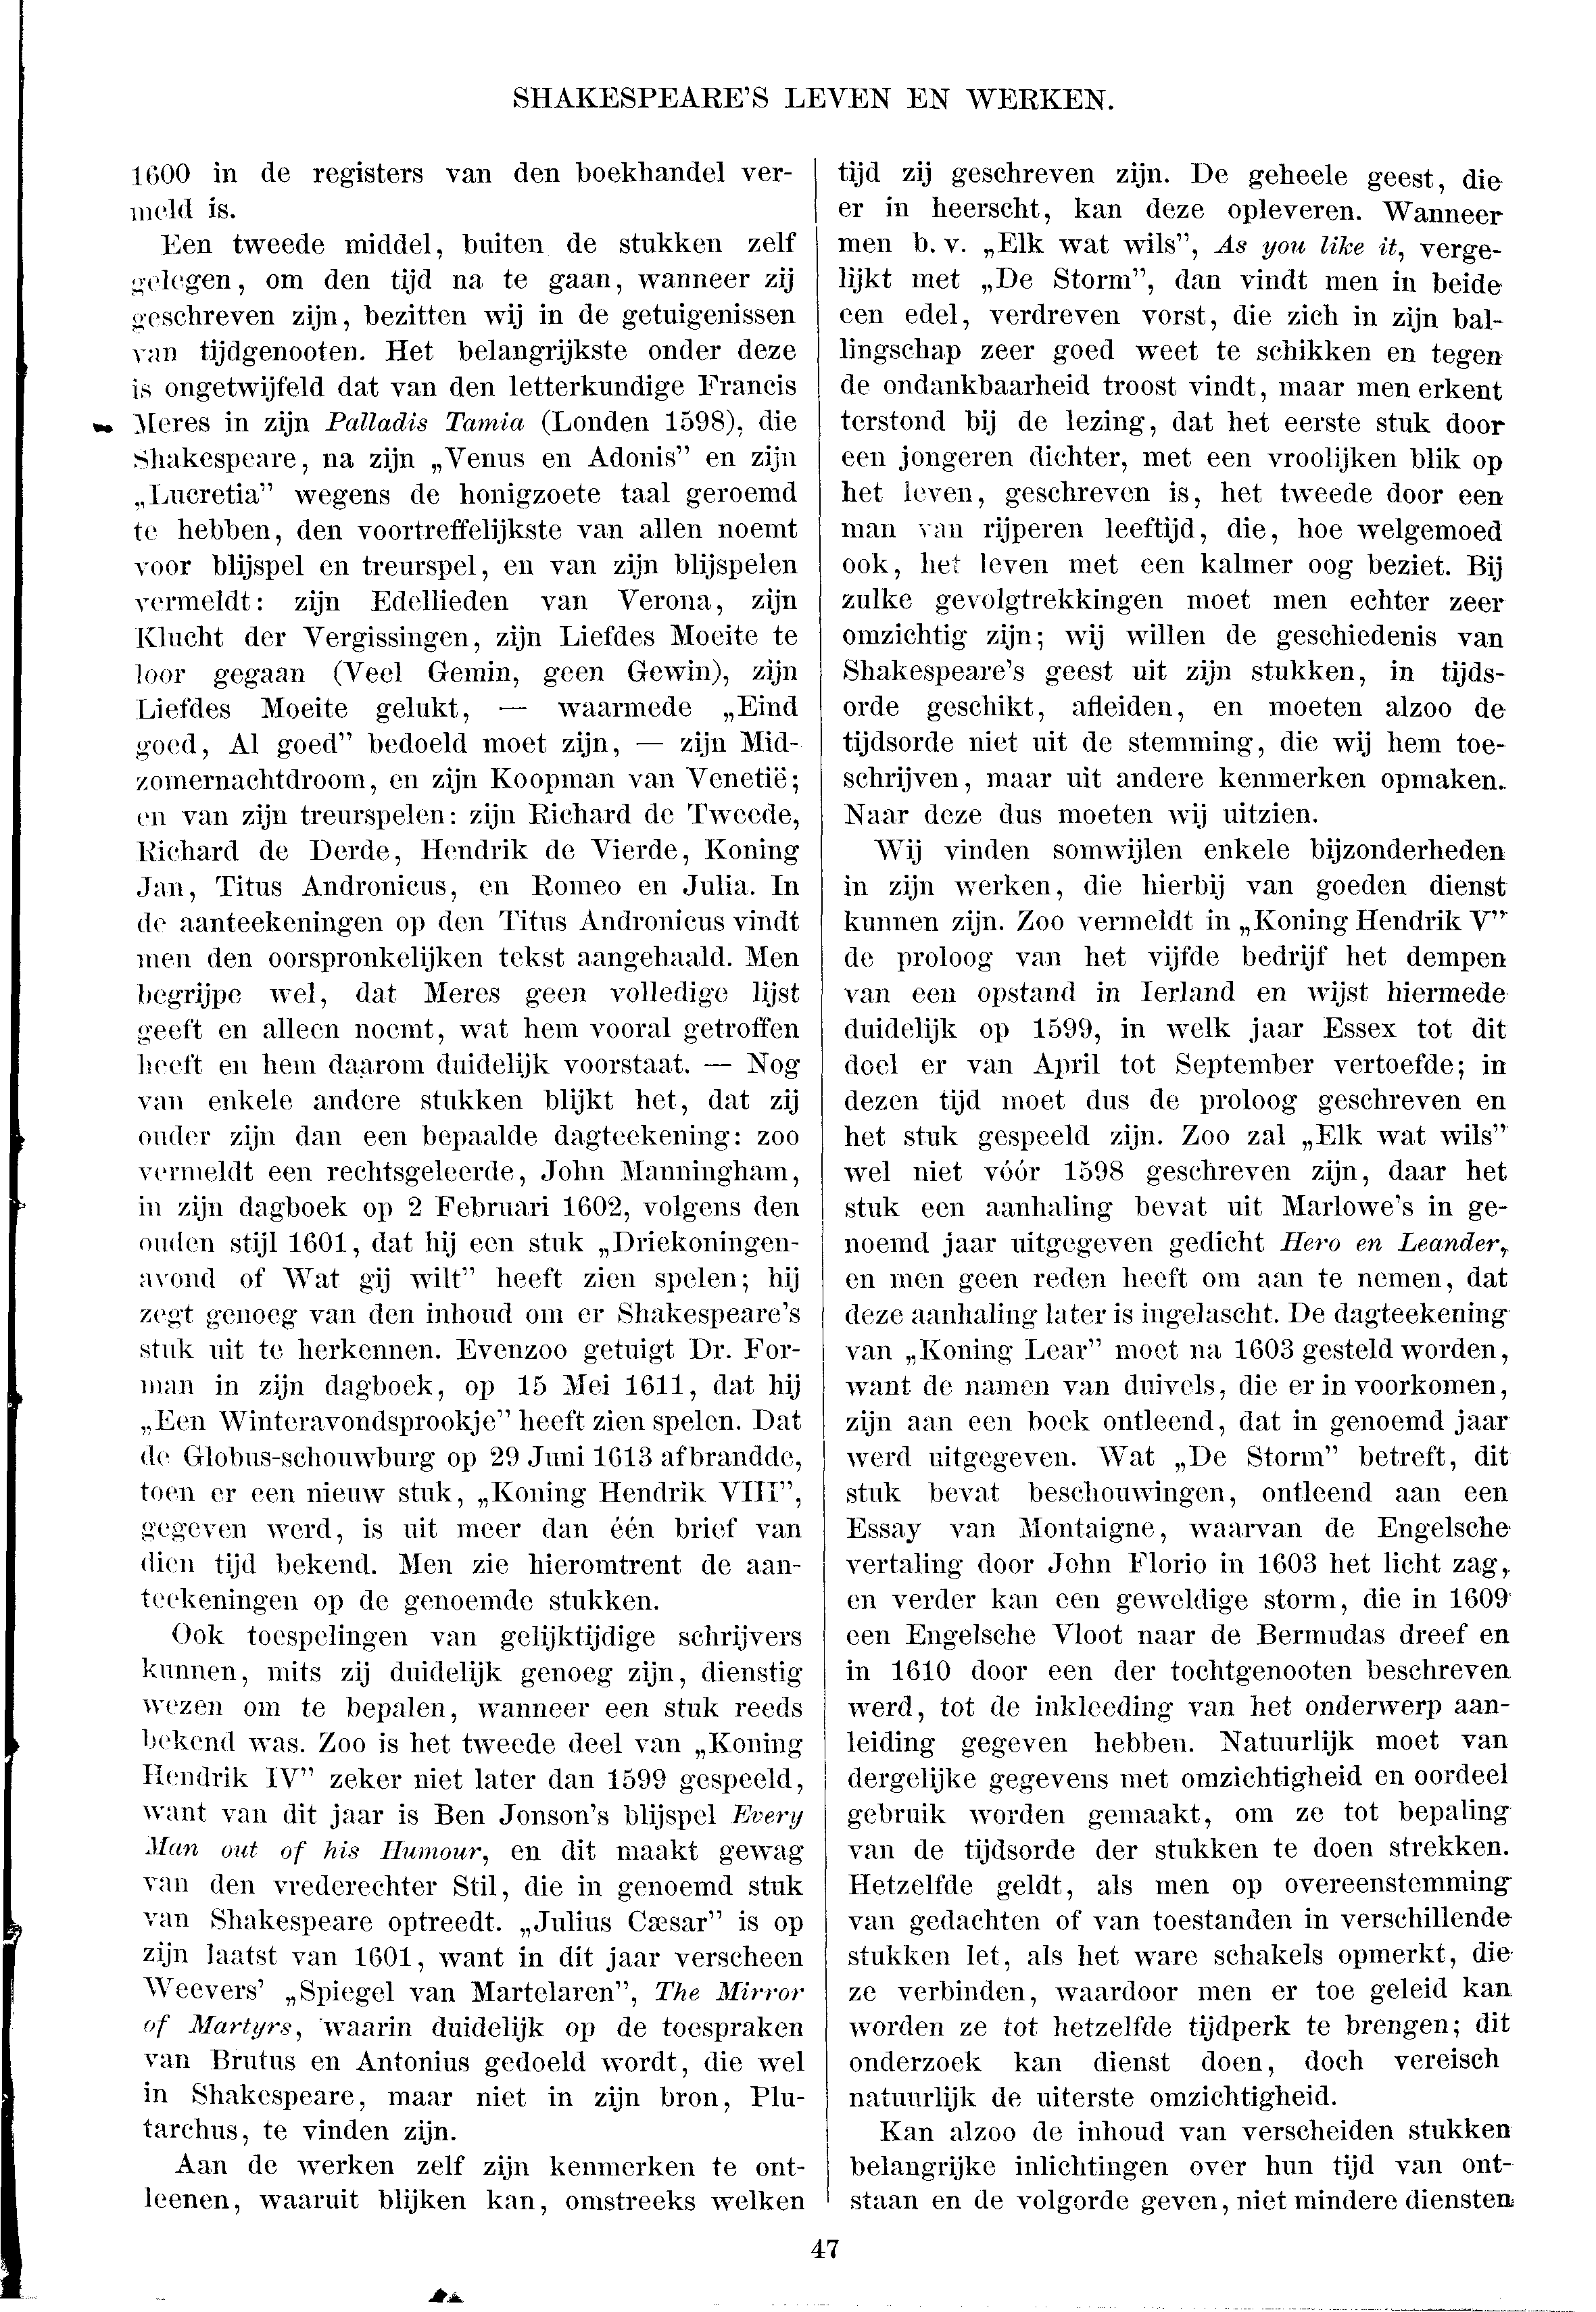 SHAKESPEARE'S LEVEN EN WERKEN.
1600 in de registers van den boekhandel ver-
meld is.
Een tweede middel, buiten de stukken zelf
gelegen, om den tijd na te gaan, wanneer zij
geschreven zijn, bezitten wij in de getuigenissen
van tijdgenooten. Het belangrijkste onder deze
is ongetwijfeld dat van den letterkundige Francis
Meres in zijn Palladis Tamia (Londen 1598), die
Shakespeare, na zijn „Venus en Adonis” en zijn
„Lucretia” wegens de honigzoete taal geroemd
te hebben, den voortreffelijkste van allen noemt
voor blijspel en treurspel, en van zijn blijspelen
vermeldt: zijn Edellieden van Verona, zijn
Klucht der Vergissingen, zijn Liefdes Moeite te
loor gegaan (Veel Gemin, geen Gewin), zijn
Liefdes Moeite gelukt, — waarmede „Eind
goed, Al goed” bedoeld moet zijn, — zijn Mid-
zomernachtdroom, en zijn Koopman van Venetië;
en van zijn treurspelen: zijn Richard de Tweede,
Richard de Derde, Hendrik de Vierde, Koning
Jan, Titus Andronicus, en Romeo en Julia. In
de aanteekeningen op den Titus Andronicus vindt
men den oorspronkelijken tekst aangehaald. Men
begrijpe wel, dat Meres geen volledige lijst
geeft en alleen noemt, wat hem vooral getroffen
heeft en hem daarom duidelijk voorstaat. — Nog
van enkele andere stukken blijkt het, dat zij
ouder zijn dan een bepaalde dagteekening: zoo
vermeldt een rechtsgeleerde, John Manningham,
in zijn dagboek op 2 Februari 1602, volgens den
ouden stijl 1601, dat hij een stuk „Driekoningen-
avond of Wat gij wilt” heeft zien spelen; hij
zegt genoeg van den inhoud om er Shakespeare's
stuk uit te herkennen. Evenzoo getuigt Dr. For-
man in zijn dagboek, op 15 Mei 1611, dat hij
„Een Winteravondsprookje” heeft zien spelen. Dat
de Globus-schouwburg op 29 Juni 1613 afbrandde,
toen er een nieuw stuk, „Koning Hendrik VIII”,
gegeven werd, is uit meer dan één brief van
dien tijd bekend. Men zie hieromtrent de aan-
teekeningen op de genoemde stukken.
Ook toespelingen van gelijktijdige schrijvers
kunnen, mits zij duidelijk genoeg zijn, dienstig
wezen om te bepalen, wanneer een stuk reeds
bekend was. Zoo is het tweede deel van „Koning
Hendrik IV” zeker niet later dan 1599 gespeeld,
want van dit jaar is Ben Jonson's blijspel Every
Man out of his Humour, en dit maakt gewag
van den vrederechter Stil, die in genoemd stuk
van Shakespeare optreedt. „Julius Cæsar” is op
zijn laatst van 1601, want in dit jaar verscheen
Weevers' „Spiegel van Martelaren”, The Mirror
of Martyrs, waarin duidelijk op de toespraken
van Brutus en Antonius gedoeld wordt, die wel
in Shakespeare, maar niet in zijn bron, Plu-
tarchus, te vinden zijn.
Aan de werken zelf zijn kenmerken te ont-
leenen, waaruit blijken kan, omstreeks welken
tijd zij geschreven zijn. De geheele geest, die
er in heerscht, kan deze opleveren. Wanneer
men b. v. „Elk wat wils”, As you like it, verge-
lijkt met „De Storm”, dan vindt men in beide
een edel, verdreven vorst, die zich in zijn bal-
lingschap zeer goed weet te schikken en tegen
de ondankbaarheid troost vindt, maar men erkent
terstond bij de lezing, dat het eerste stuk door
een jongeren dichter, met een vroolijken blik op
het leven, geschreven is, het tweede door een
man van rijperen leeftijd, die, hoe welgemoed
ook, het leven met een kalmer oog beziet. Bij
zulke gevolgtrekkingen moet men echter zeer
omzichtig zijn; wij willen de geschiedenis van
Shakespeare's geest uit zijn stukken, in tijds-
orde geschikt, afleiden, en moeten alzoo de
tijdsorde niet uit de stemming, die wij hem toe-
schrijven, maar uit andere kenmerken opmaken.
Naar deze dus moeten wij uitzien.
Wij vinden somwijlen enkele bijzonderheden
in zijn werken, die hierbij van goeden dienst
kunnen zijn. Zoo vermeldt in „Koning Hendrik V”
de proloog van het vijfde bedrijf het dempen
van een opstand in Ierland en wijst hiermede
duidelijk op 1599, in welk jaar Essex tot dit
doel er van April tot September vertoefde; in
dezen tijd moet dus de proloog geschreven en
het stuk gespeeld zijn. Zoo zal „Elk wat wils”
wel niet vóór 1598 geschreven zijn, daar het
stuk een aanhaling bevat uit Marlowe's in ge-
noemd jaar uitgegeven gedicht Hero en Leander,
en men geen reden heeft om aan te nemen, dat
deze aanhaling later is ingelascht. De dagteekening
van „Koning Lear” moet na 1603 gesteld worden,
want de namen van duivels, die er in voorkomen,
zijn aan een boek ontleend, dat in genoemd jaar
werd uitgegeven. Wat „De Storm” betreft, dit
stuk bevat beschouwingen, ontleend aan een
Essay van Montaigne, waarvan de Engelsche
vertaling door John Florio in 1603 het licht zag,
en verder kan een geweldige storm, die in 1609
een Engelsche Vloot naar de Bermudas dreef en
in 1610 door een der tochtgenooten beschreven
werd, tot de inkleeding van het onderwerp aan-
leiding gegeven hebben. Natuurlijk moet van
dergelijke gegevens met omzichtigheid en oordeel
gebruik worden gemaakt, om ze tot bepaling
van de tijdsorde der stukken te doen strekken.
Hetzelfde geldt, als men op overeenstemming
van gedachten of van toestanden in verschillende
stukken let, als het ware schakels opmerkt, die
ze verbinden, waardoor men er toe geleid kan
worden ze tot hetzelfde tijdperk te brengen; dit
onderzoek kan dienst doen, doch vereisch
natuurlijk de uiterste omzichtigheid.
Kan alzoo de inhoud van verscheiden stukken
belangrijke inlichtingen over hun tijd van ont-
staan en de volgorde geven, niet mindere diensten
47